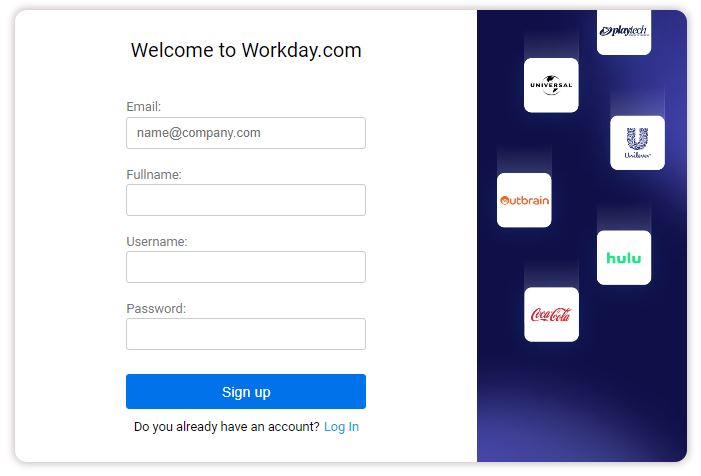 Welcome to Workday.com
Email:
name@company.com
Fullname:
Username:
Password:
Sign up
Do you already have an account? Log In
playtech
UNIVERSAL
Unilever
Outbrain
hulu
Coca-Cola